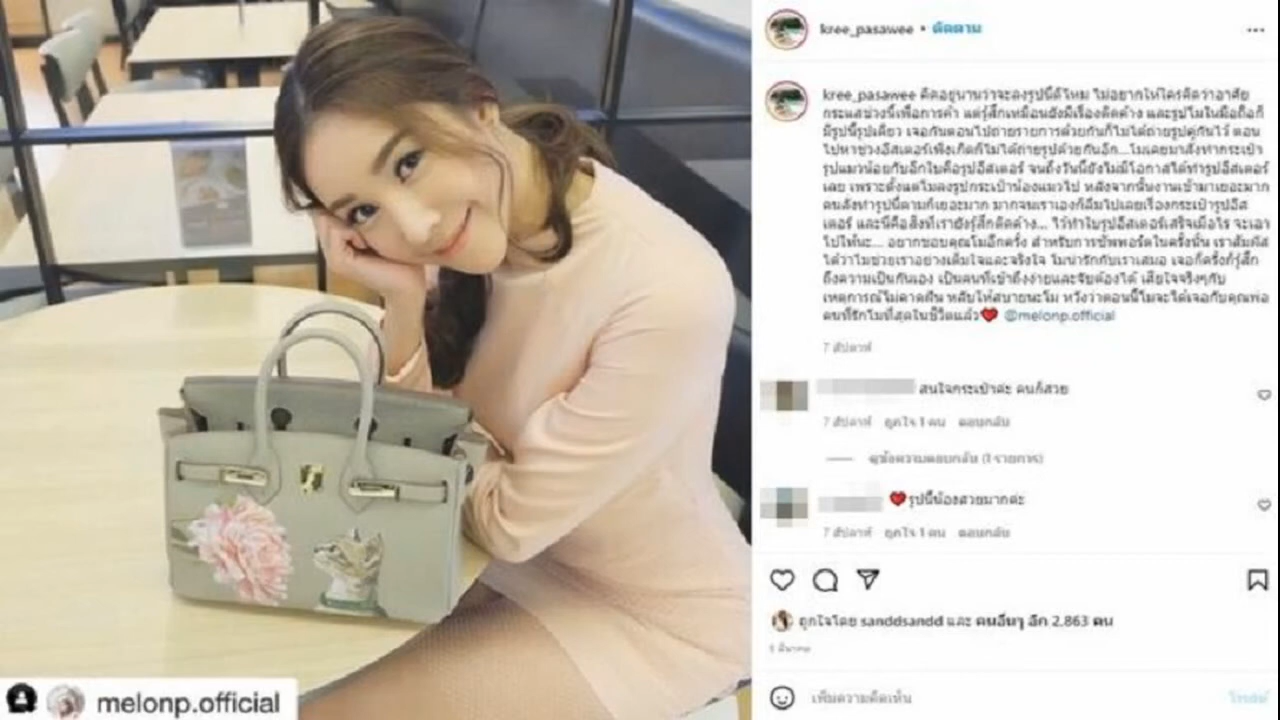 kree_pasawee • ติดตาม
kree_pasawee คิดอยู่นานว่าจะลงรูปนี้ดีไหม ไม่อยากให้ใครคิดว่าอาศัย
กระแสช่วงนี้เพื่อการค้า แต่รู้สึกเหมือนยังมีเรื่องติดค้าง และรูปโมในมือถือก็
มีรูปนี้รูปเดียว เจอกันตอนไปถ่ายรายการด้วยกันก็ไม่ได้ถ่ายรูปคู่กันไว้ ตอน
ไปหาช่วงอีสเตอร์เพิ่งเกิดก็ไม่ได้ถ่ายรูปด้วยกันอีก...โมเคยมาสั่งทำกระเป๋า
รูปแมวน้อยกับอีกใบคือรูปอีสเตอร์ จนถึงวันนี้ยังไม่มีโอกาสได้ทำรูปอีสเตอร์
เลย เพราะตั้งแต่โมลงรูปกระเป๋าน้องแมวไป หลังจากนั้นงานเข้ามาเยอะมาก
คนสั่งทำรูปนี้ตามก็เยอะมาก มากจนเราเองก็ลืมไปเลยเรื่องกระเป๋ารูปอีส
เตอร์ และนี่คือสิ่งที่เรายังรู้สึกติดค้าง... ไว้ทำใบรูปอีสเตอร์เสร็จเมื่อไร จะเอา
ไปให้นะ... อยากขอบคุณโมอีกครั้ง สำหรับการซัพพอร์ตในครั้งนั้น เราสัมผัส
ได้ว่าโมช่วยเราอย่างเต็มใจและจริงใจ โมน่ารักกับเราเสมอ เจอกี่ครั้งก็รู้สึก
ถึงความเป็นกันเอง เป็นคนที่เข้าถึงง่ายและจับต้องได้ เสียใจจริงๆกับ
เหตุการณ์ไม่คาดฝัน หลับให้สบายนะโม หวังว่าตอนนี้โมจะได้เจอกับคุณพ่อ
คนที่รักโมที่สุดในชีวิตแล้ว❤️ @melonp.official
7 สัปดาห์
สนใจกระเป๋าค่ะ คนก็สวย
7 สัปดาห์ ถูกใจ 1 คน ตอบกลับ
ดูข้อความตอบกลับ (1 รายการ)
❤️รูปนี้น้องสวยมากค่ะ
7 สัปดาห์ ถูกใจ 1 คน ตอบกลับ
ถูกใจโดย sanddsandd และ คนอื่นๆ อีก 2,863 คน
1 มีนาคม
เพิ่มความคิดเห็น
โพสต์
melonp.official